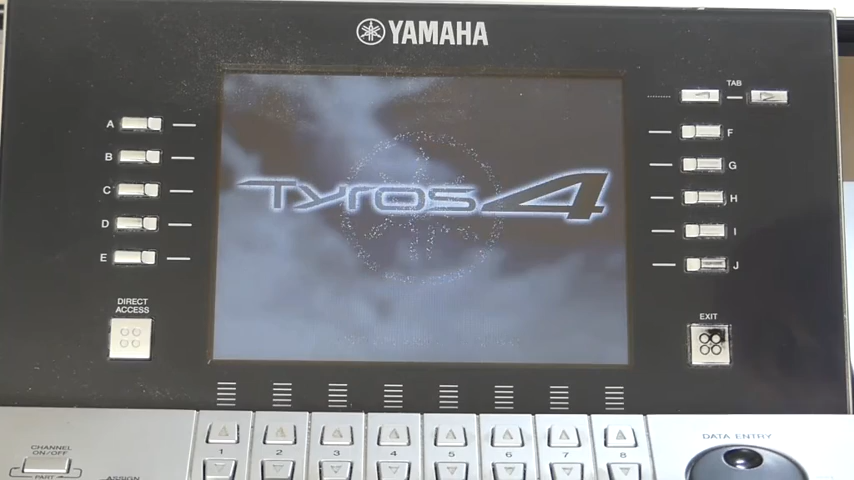 YAMAHA
TAB
A
B
C
D
E
F
G
H
I
J
Tyros4
DIRECT
ACCESS
EXIT
1 2 3 4 5 6 7 8
CHANNEL
ON/OFF
PART
ASSIGN
DATA ENTRY